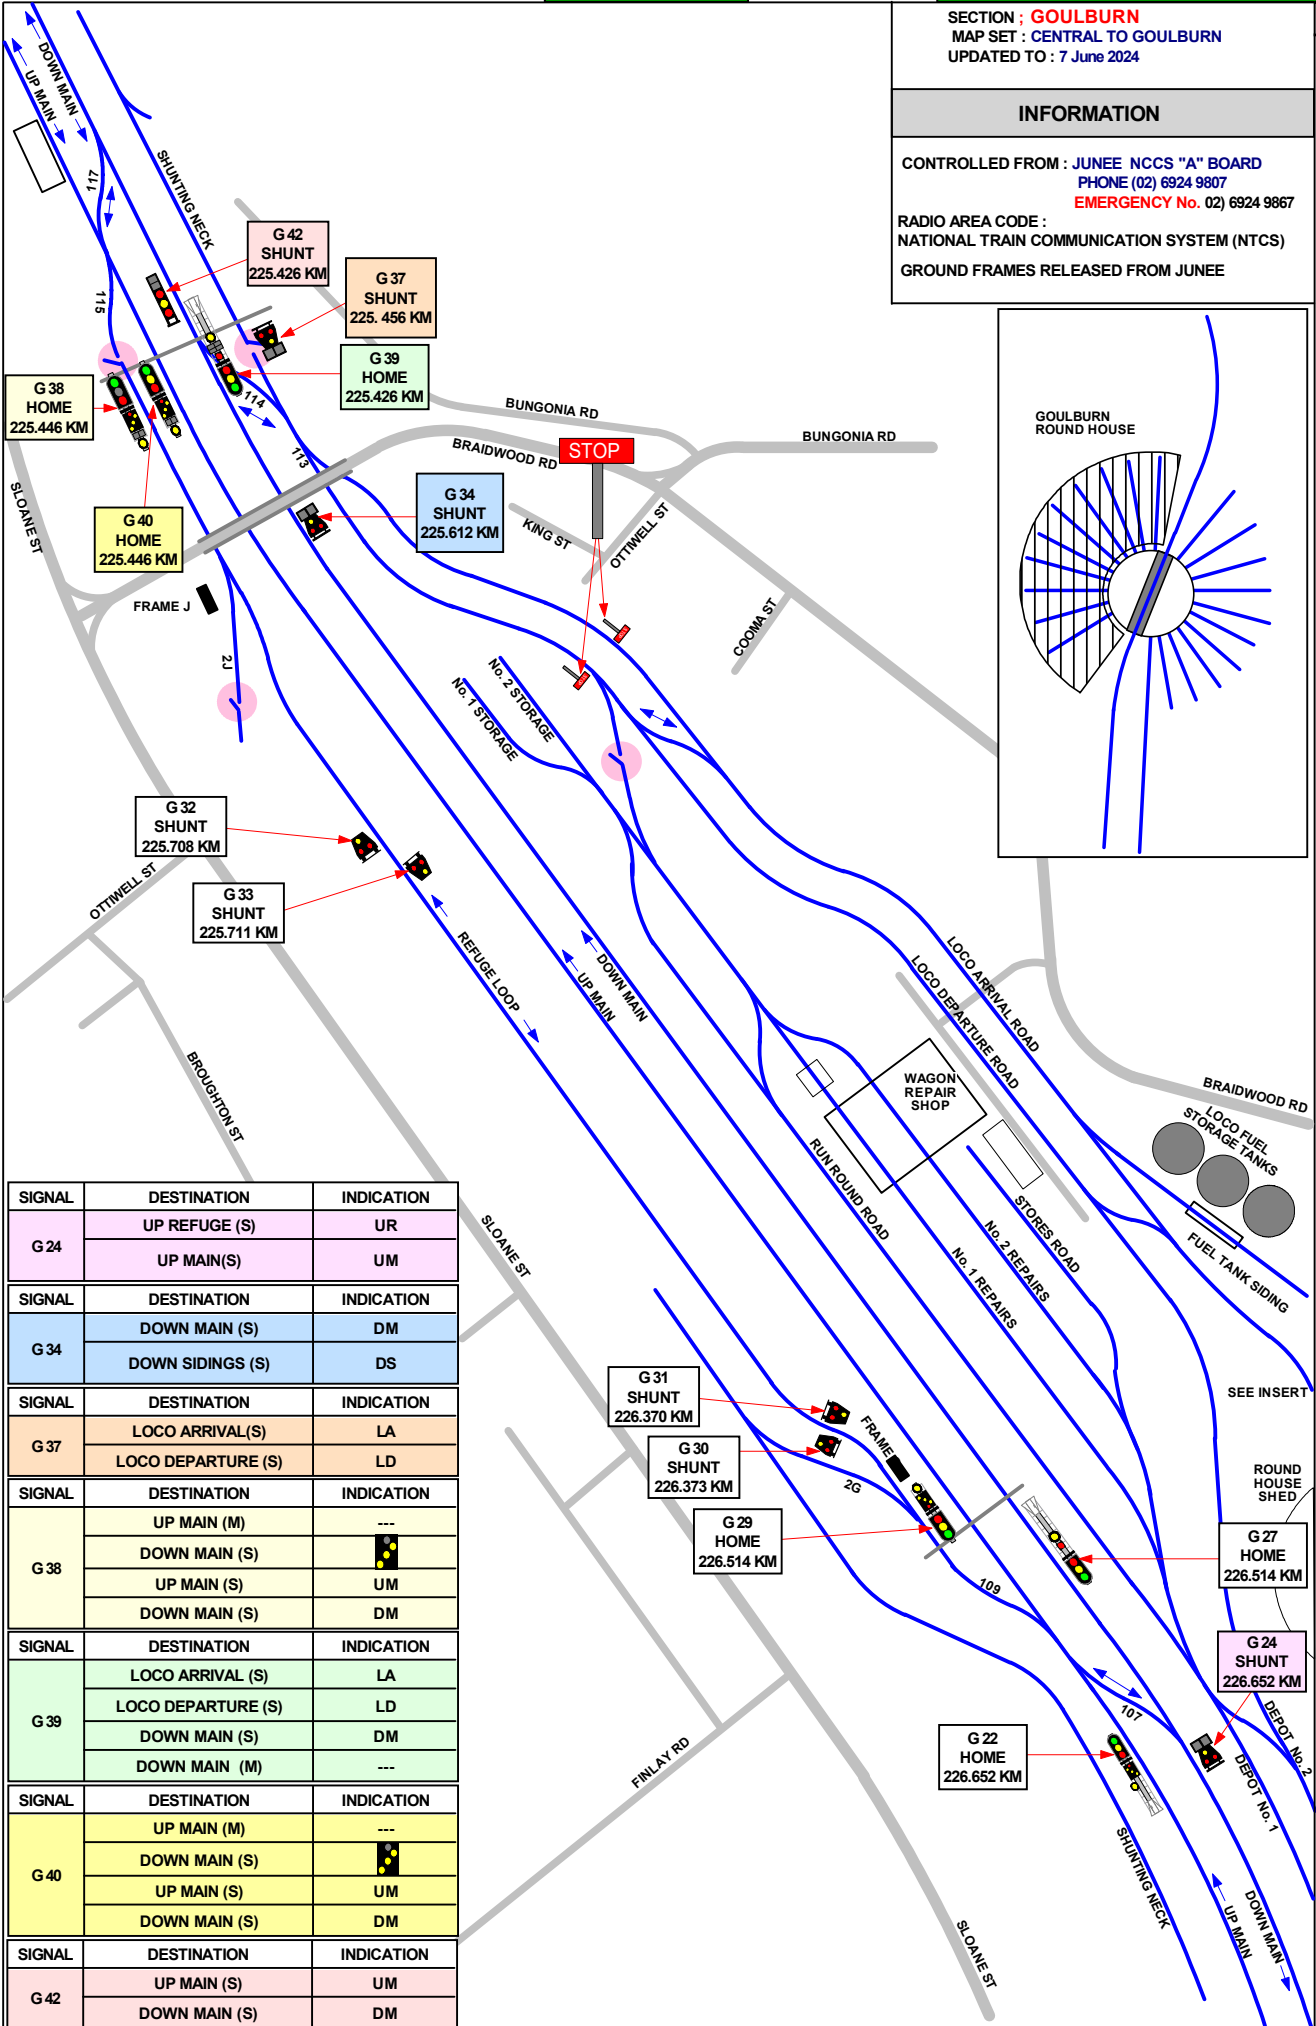 SECTION ; GOULBURN
MAP SET : CENTRAL TO GOULBURN
UPDATED TO : 7 June 2024
INFORMATION
CONTROLLED FROM : JUNEE NCCS "A" BOARD
PHONE (02) 6924 9807
EMERGENCY No. 02) 6924 9867
RADIO AREA CODE :
NATIONAL TRAIN COMMUNICATION SYSTEM (NTCS)
GROUND FRAMES RELEASED FROM JUNEE
GOULBURN
ROUND HOUSE
DOWN MAIN
UP MAIN
117
115
SHUNTING NECK
G 42
SHUNT
225.426 KM
G 37
SHUNT
225. 456 KM
G 39
HOME
225.426 KM
G 38
HOME
225.446 KM
114
113
G 40
HOME
225.446 KM
BUNGONIA RD
BUNGONIA RD
BRAIDWOOD RD
STOP
G 34
SHUNT
225.612 KM
KING ST
OTTIWELL ST
COOMA ST
SLOANE ST
FRAME J
2J
No. 2 STORAGE
No. 1 STORAGE
G 32
SHUNT
225.708 KM
G 33
SHUNT
225.711 KM
OTTIWELL ST
BROUGHTON ST
REFUGE LOOP
DOWN MAIN
UP MAIN
LOCO ARRIVAL ROAD
LOCO DEPARTURE ROAD
WAGON
REPAIR
SHOP
BRAIDWOOD RD
LOCO FUEL
STORAGE TANKS
FUEL TANK SIDING
RUN ROUND ROAD
STORES ROAD
No. 2 REPAIRS
No. 1 REPAIRS
SLOANE ST
SEE INSERT
ROUND
HOUSE
SHED
G 31
SHUNT
226.370 KM
G 30
SHUNT
226.373 KM
FRAME
2G
G 29
HOME
226.514 KM
G 27
HOME
226.514 KM
109
107
G 24
SHUNT
226.652 KM
G 22
HOME
226.652 KM
DEPOT No. 2
DEPOT No. 1
FINLAY RD
SHUNTING NECK
UP MAIN
DOWN MAIN
SLOANE ST
SIGNAL DESTINATION INDICATION
G 24
UP REFUGE (S) UR
UP MAIN(S) UM
SIGNAL DESTINATION INDICATION
G 34
DOWN MAIN (S) DM
DOWN SIDINGS (S) DS
SIGNAL DESTINATION INDICATION
G 37
LOCO ARRIVAL(S) LA
LOCO DEPARTURE (S) LD
SIGNAL DESTINATION INDICATION
G 38
UP MAIN (M) ---
DOWN MAIN (S)
UP MAIN (S) UM
DOWN MAIN (S) DM
SIGNAL DESTINATION INDICATION
G 39
LOCO ARRIVAL (S) LA
LOCO DEPARTURE (S) LD
DOWN MAIN (S) DM
DOWN MAIN (M) ---
SIGNAL DESTINATION INDICATION
G 40
UP MAIN (M) ---
DOWN MAIN (S)
UP MAIN (S) UM
DOWN MAIN (S) DM
SIGNAL DESTINATION INDICATION
G 42
UP MAIN (S) UM
DOWN MAIN (S) DM